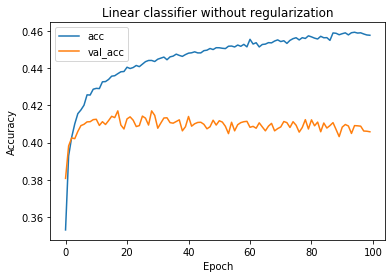 Linear classifier without regularization
acc
val_acc
Accuracy
0.46
0.44
0.42
0.40
0.38
0.36
0
20
40
60
80
100
Epoch